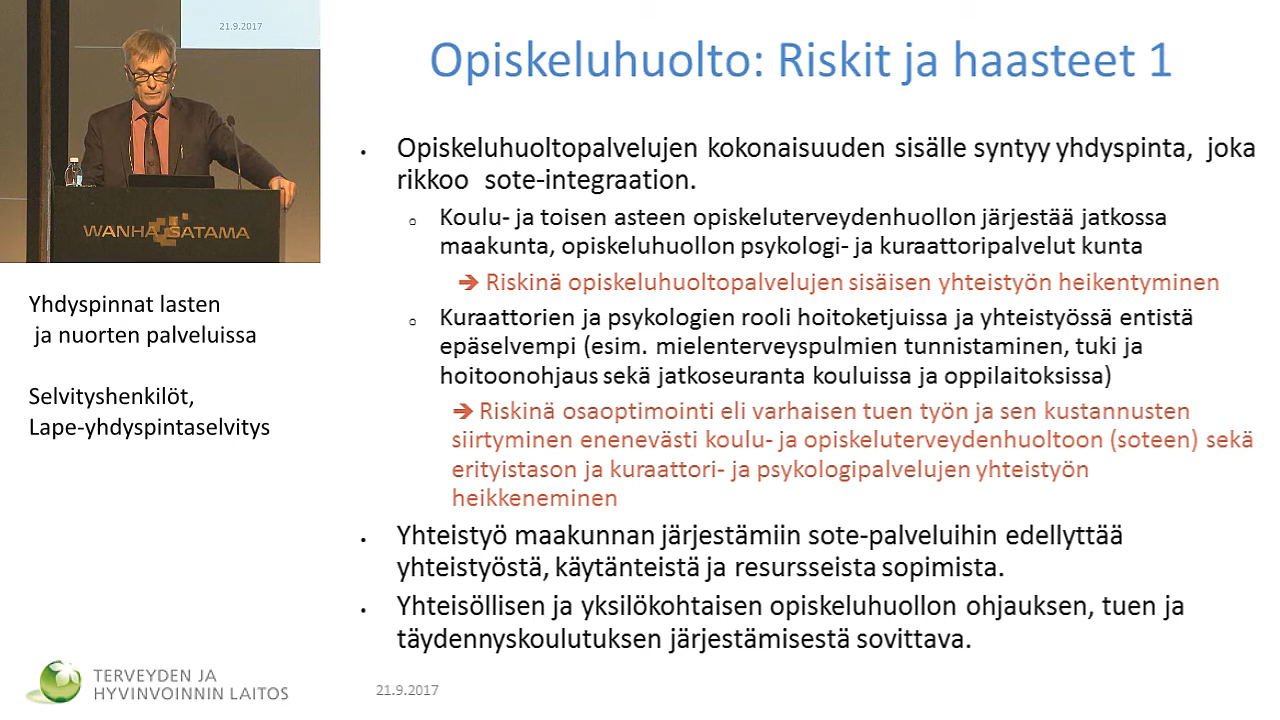 21.9.2017
WANHA SATAMA
Yhdyspinnat lasten
ja nuorten palveluissa
Selvityshenkilöt,
Lape-yhdyspintaselvitys
TERVEYDEN JA
HYVINVOINNIN LAITOS
Opiskeluhuolto: Riskit ja haasteet 1
• Opiskeluhuoltopalvelujen kokonaisuuden sisälle syntyy yhdyspinta, joka
rikkoo sote-integraation.
o Koulu- ja toisen asteen opiskeluterveydenhuollon järjestää jatkossa
maakunta, opiskeluhuollon psykologi- ja kuraattoripalvelut kunta
➔ Riskinä opiskeluhuoltopalvelujen sisäisen yhteistyön heikentyminen
o Kuraattorien ja psykologien rooli hoitoketjuissa ja yhteistyössä entistä
epäselvempi (esim. mielenterveyspulmien tunnistaminen, tuki ja
hoitoonohjaus sekä jatkoseuranta kouluissa ja oppilaitoksissa)
➔ Riskinä osaoptimointi eli varhaisen tuen työn ja sen kustannusten
siirtyminen enenevästi koulu- ja opiskeluterveydenhuoltoon (soteen) sekä
erityistason ja kuraattori- ja psykologipalvelujen yhteistyön
heikkeneminen
• Yhteistyö maakunnan järjestämiin sote-palveluihin edellyttää
yhteistyöstä, käytänteistä ja resursseista sopimista.
• Yhteisöllisen ja yksilökohtaisen opiskeluhuollon ohjauksen, tuen ja
täydennyskoulutuksen järjestämisestä sovittava.
21.9.2017